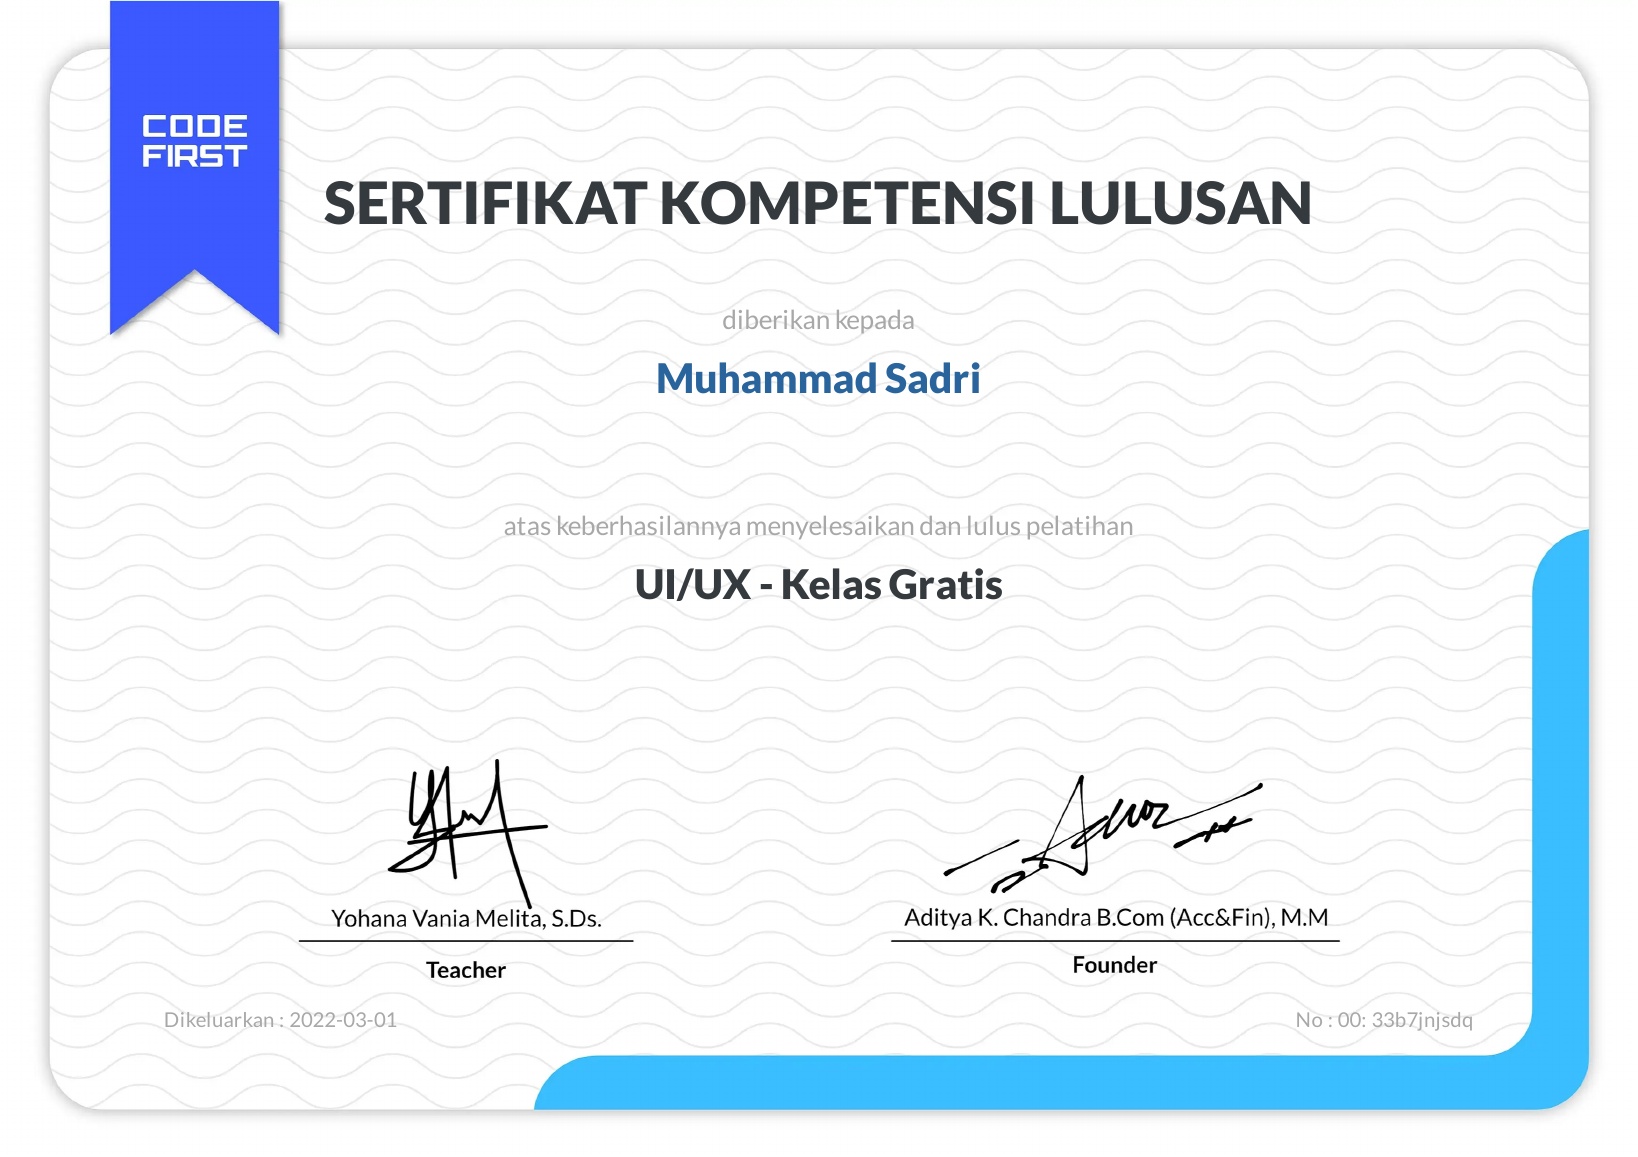 CODE
FIRST
SERTIFIKAT KOMPETENSI LULUSAN
diberikan kepada
Muhammad Sadri
atas keberhasilannya menyelesaikan dan lulus pelatihan
UI/UX - Kelas Gratis
Yohana Vania Melita, S.Ds.
Teacher
Aditya K. Chandra B.Com (Acc&Fin), M.M
Founder
Dikeluarkan : 2022-03-01
No : 00: 33b7jnjsdq